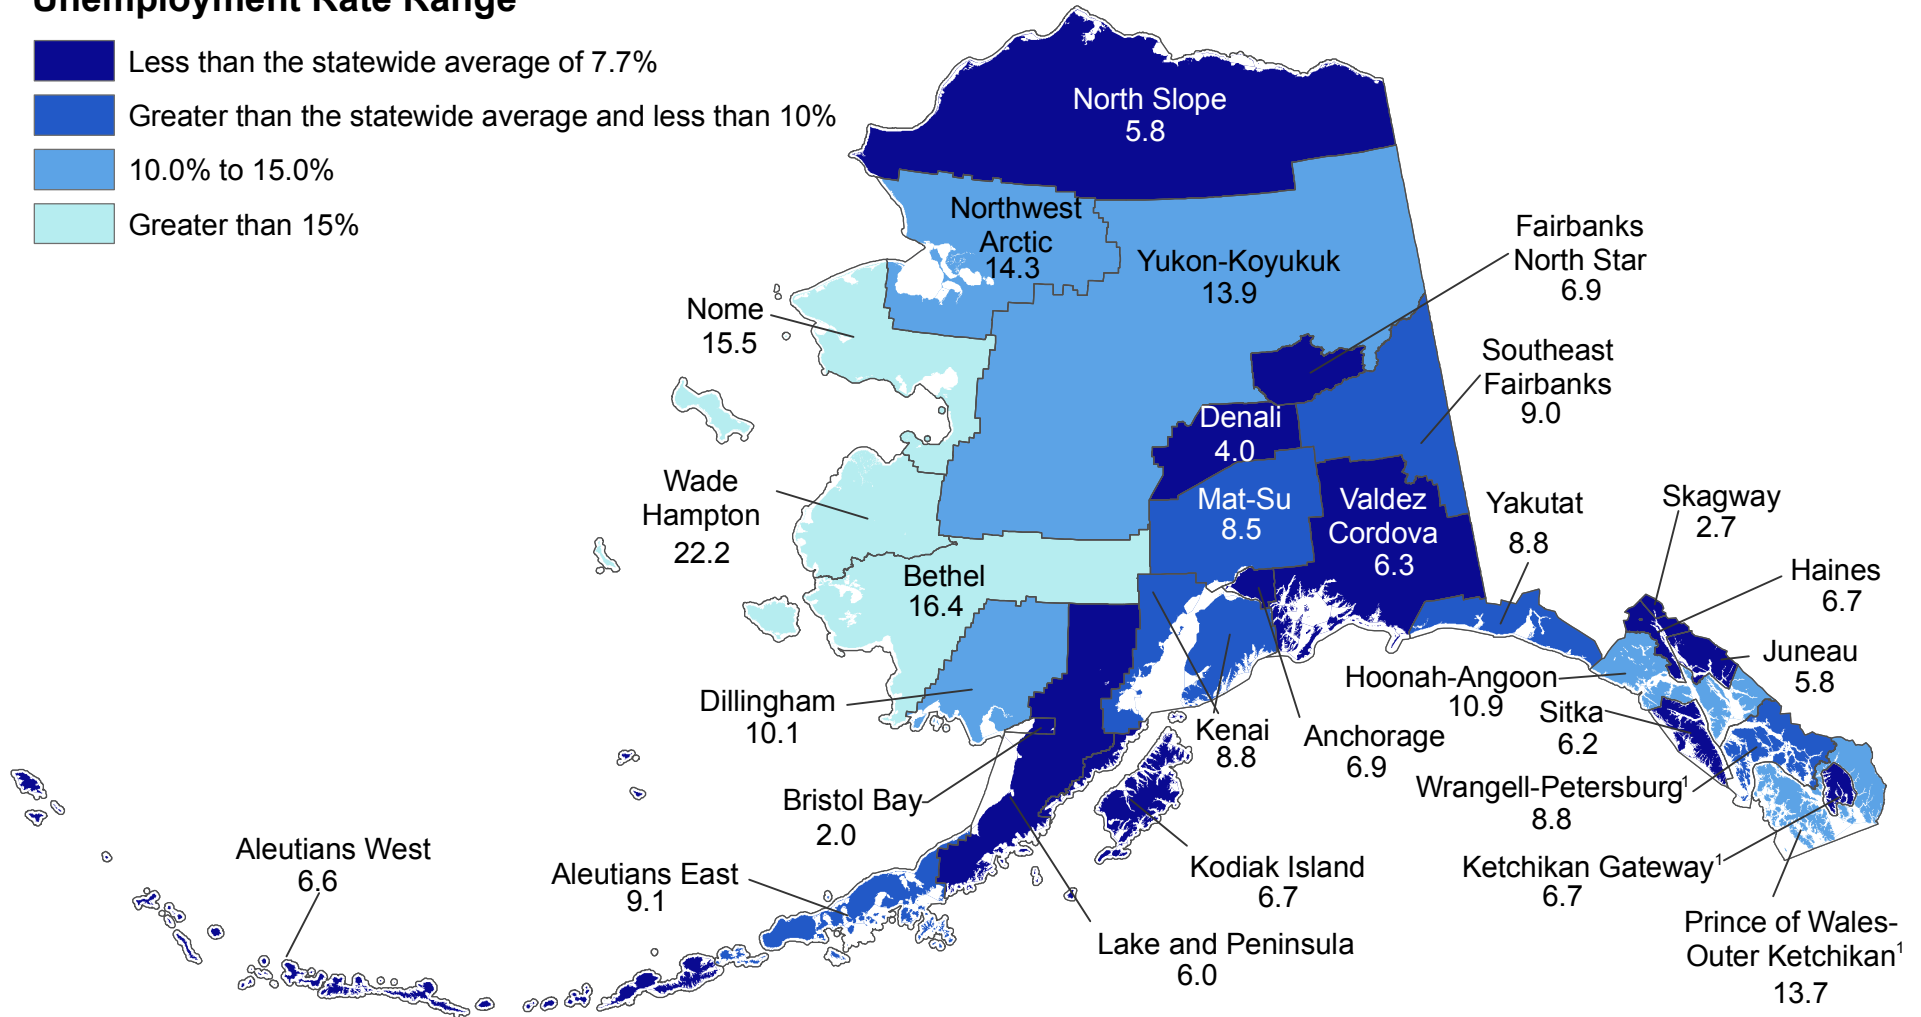 Unemployment Rate Range
Less than the statewide average of 7.7%
Greater than the statewide average and less than 10%
10.0% to 15.0%
Greater than 15%
North Slope
5.8
Northwest
Arctic
14.3
Yukon-Koyukuk
13.9
Fairbanks
North Star
6.9
Nome
15.5
Southeast
Fairbanks
9.0
Denali
4.0
Wade
Hampton
22.2
Mat-Su
8.5
Valdez
Cordova
6.3
Yakutat
8.8
Skagway
2.7
Haines
6.7
Bethel
16.4
Juneau
5.8
Hoonah-Angoon
10.9
Dillingham
10.1
Sitka
6.2
Kenai
8.8
Anchorage
6.9
Wrangell-Petersburg¹
8.8
Bristol Bay
2.0
Aleutians West
6.6
Aleutians East
9.1
Kodiak Island
6.7
Ketchikan Gateway¹
6.7
Lake and Peninsula
6.0
Prince of Wales-
Outer Ketchikan¹
13.7